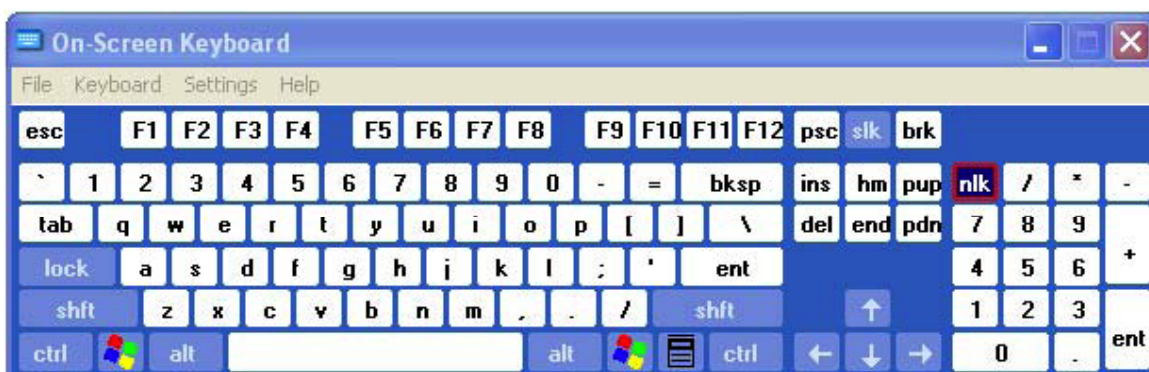 On-Screen Keyboard
File Keyboard Settings Help
esc F1 F2 F3 F4 F5 F6 F7 F8 F9 F10 F11 F12 psc slk brk
` 1 2 3 4 5 6 7 8 9 0 - = bksp ins hm pup nlk / * -
tab q w e r t y u i o p [ ] \ del end pdn 7 8 9 +
lock a s d f g h j k l ; ' ent 4 5 6
shft z x c v b n m , . / shft ↑ 1 2 3 ent
ctrl alt alt ctrl ← ↓ → 0 .